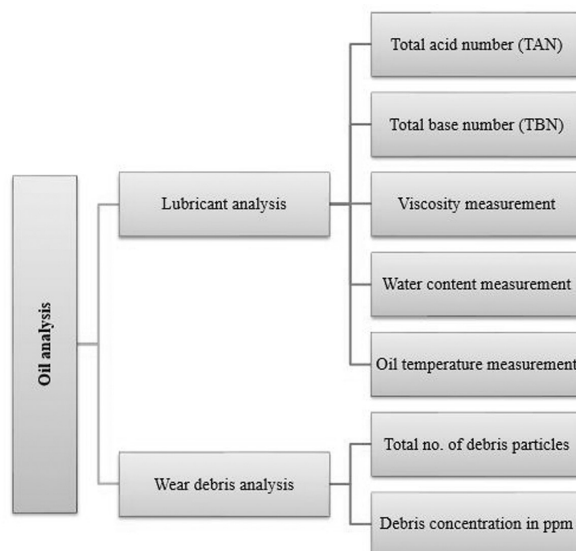 Oil analysis
Lubricant analysis
Total acid number (TAN)
Total base number (TBN)
Viscosity measurement
Water content measurement
Oil temperature measurement
Wear debris analysis
Total no. of debris particles
Debris concentration in ppm